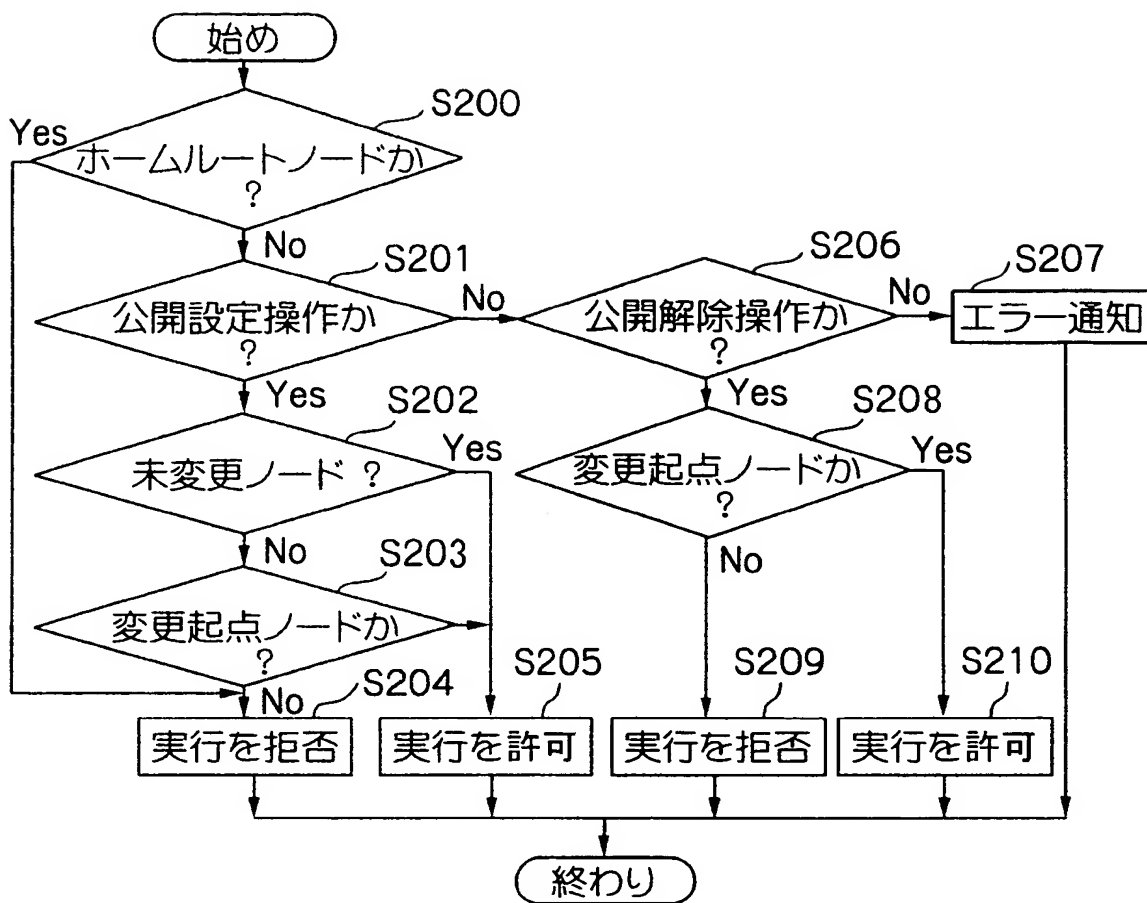 始め
S200
Yes
ホームルートノードか
?
No
S201
公開設定操作か
?
No
S206
公開解除操作か
?
No
S207
エラー通知
Yes
S202
未変更ノード ?
Yes
Yes
S208
変更起点ノードか
?
Yes
No
S203
変更起点ノードか
?
No
No
S204
実行を拒否
S205
実行を許可
S209
実行を拒否
S210
実行を許可
終わり